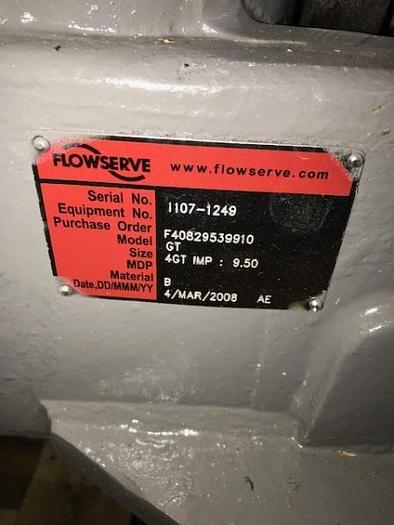 FLOWSERVE www.flowserve.com
Serial No. 1107-1249
Equipment No.
Purchase Order F40829539910
Model GT
Size 4GT IMP : 9.50
MDP
Material B
Date,DD/MMM/YY 4/MAR/2008 AE